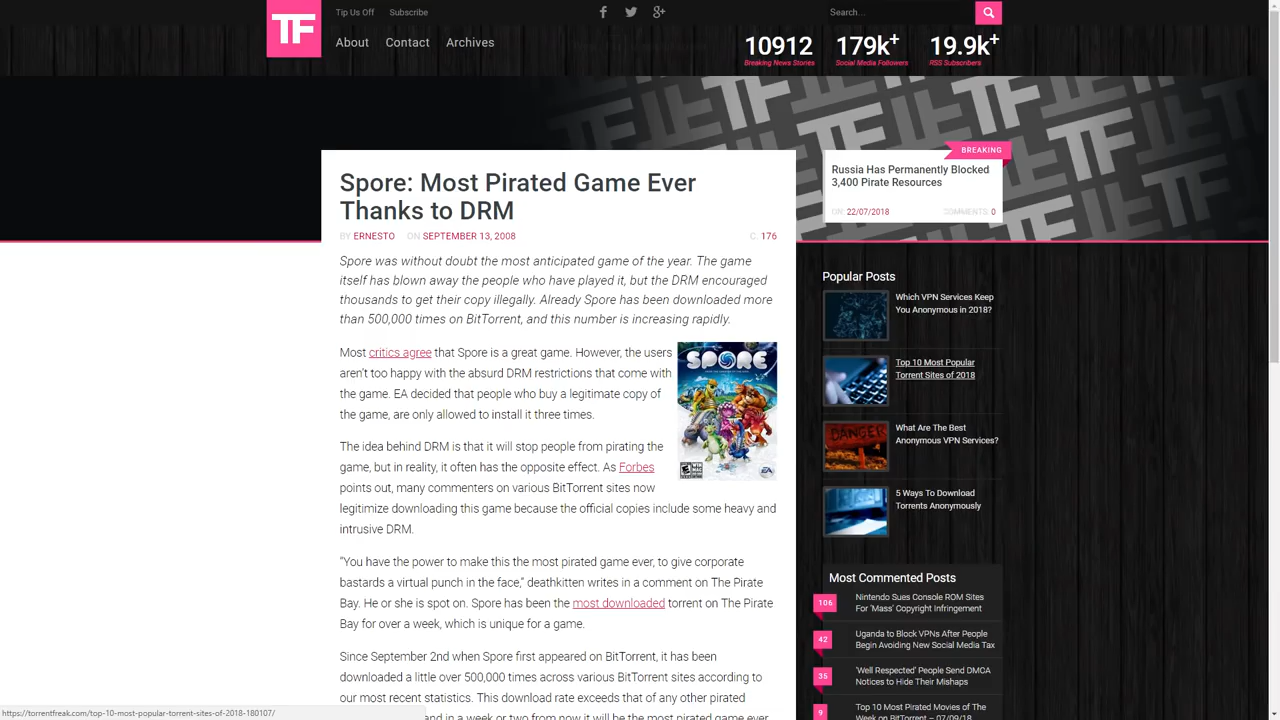 TF
Tip Us Off
Subscribe
Search...
About
Contact
Archives
10912
Breaking News Stories
179k+
Social Media Followers
19.9k+
RSS Subscribers
Spore: Most Pirated Game Ever
Thanks to DRM
BY ERNESTO ON SEPTEMBER 13, 2008
C: 176
Spore was without doubt the most anticipated game of the year. The game
itself has blown away the people who have played it, but the DRM encouraged
thousands to get their copy illegally. Already Spore has been downloaded more
than 500,000 times on BitTorrent, and this number is increasing rapidly.
Most critics agree that Spore is a great game. However, the users
aren't too happy with the absurd DRM restrictions that come with
the game. EA decided that people who buy a legitimate copy of
the game, are only allowed to install it three times.
SPORE
EA
The idea behind DRM is that it will stop people from pirating the
game, but in reality, it often has the opposite effect. As Forbes
points out, many commenters on various BitTorrent sites now
legitimize downloading this game because the official copies include some heavy and
intrusive DRM.
"You have the power to make this the most pirated game ever, to give corporate
bastards a virtual punch in the face," deathkitten writes in a comment on The Pirate
Bay. He or she is spot on. Spore has been the most downloaded torrent on The Pirate
Bay for over a week, which is unique for a game.
Since September 2nd when Spore first appeared on BitTorrent, it has been
downloaded a little over 500,000 times across various BitTorrent sites according to
our most recent statistics. This download rate exceeds that of any other pirated
and in a week or two from now it will be the most pirated game ever
BREAKING
Russia Has Permanently Blocked
3,400 Pirate Resources
ON: 22/07/2018
COMMENTS: 0
Popular Posts
Which VPN Services Keep
You Anonymous in 2018?
Top 10 Most Popular
Torrent Sites of 2018
DANGER
What Are The Best
Anonymous VPN Services?
5 Ways To Download
Torrents Anonymously
Most Commented Posts
106
Nintendo Sues Console ROM Sites
For 'Mass' Copyright Infringement
42
Uganda to Block VPNs After People
Begin Avoiding New Social Media Tax
35
'Well Respected' People Send DMCA
Notices to Hide Their Mishaps
9
Top 10 Most Pirated Movies of The
Week on BitTorrent – 07/09/18
https://torrentfreak.com/top-10-most-popular-torrent-sites-of-2018-180107/